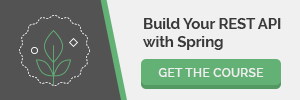 Build Your REST API
with Spring
GET THE COURSE